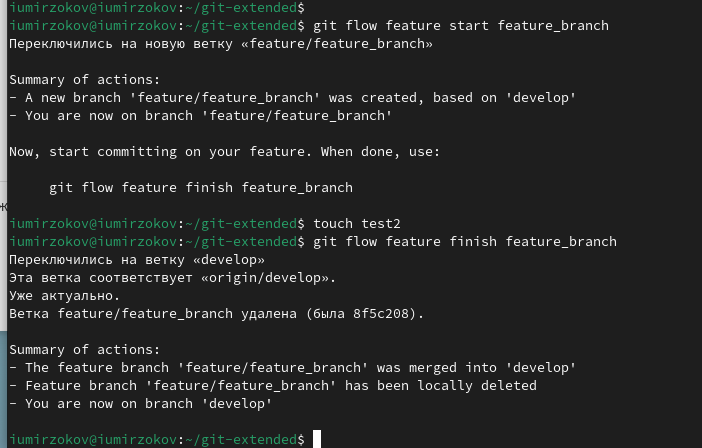 iumirzokov@iumirzokov:~/git-extended$
iumirzokov@iumirzokov:~/git-extended$ git flow feature start feature_branch
Переключились на новую ветку «feature/feature_branch»
Summary of actions:
- A new branch 'feature/feature_branch' was created, based on 'develop'
- You are now on branch 'feature/feature_branch'
Now, start committing on your feature. When done, use:
git flow feature finish feature_branch
iumirzokov@iumirzokov:~/git-extended$ touch test2
iumirzokov@iumirzokov:~/git-extended$ git flow feature finish feature_branch
Переключились на ветку «develop»
Эта ветка соответствует «origin/develop».
Уже актуально.
Ветка feature/feature_branch удалена (была 8f5c208).
Summary of actions:
- The feature branch 'feature/feature_branch' was merged into 'develop'
- Feature branch 'feature/feature_branch' has been locally deleted
- You are now on branch 'develop'
iumirzokov@iumirzokov:~/git-extended$